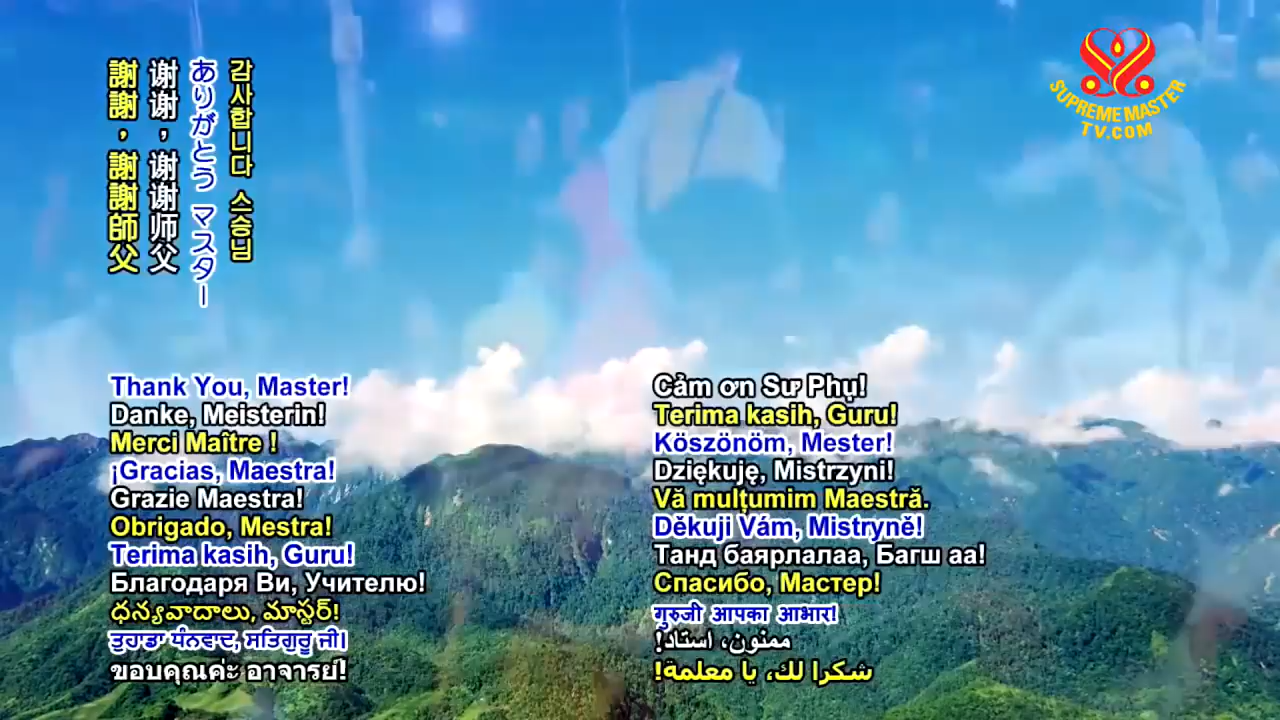 謝謝，謝謝師父
谢谢，谢谢师父
ありがとう マスター
감사합니다 스승님
SUPREME MASTER
TV.COM
Thank You, Master!
Danke, Meisterin!
Merci Maître !
¡Gracias, Maestra!
Grazie Maestra!
Obrigado, Mestra!
Terima kasih, Guru!
Благодаря Ви, Учителю!
ధన్యవాదాలు, మాస్టర్!
ਤੁਹਾਡਾ ਧੰਨਵਾਦ, ਸਤਿਗੁਰੂ ਜੀ।
ขอบคุณค่ะ อาจารย์!
Cảm ơn Sư Phụ!
Terima kasih, Guru!
Köszönöm, Mester!
Dziękuję, Mistrzyni!
Vă mulțumim Maestră.
Děkuji Vám, Mistryně!
Танд баярлалаа, Багш аа!
Спасибо, Мастер!
गुरुजी आपका आभार!
ممنون، استاد!
شكرا لك، يا معلمة!